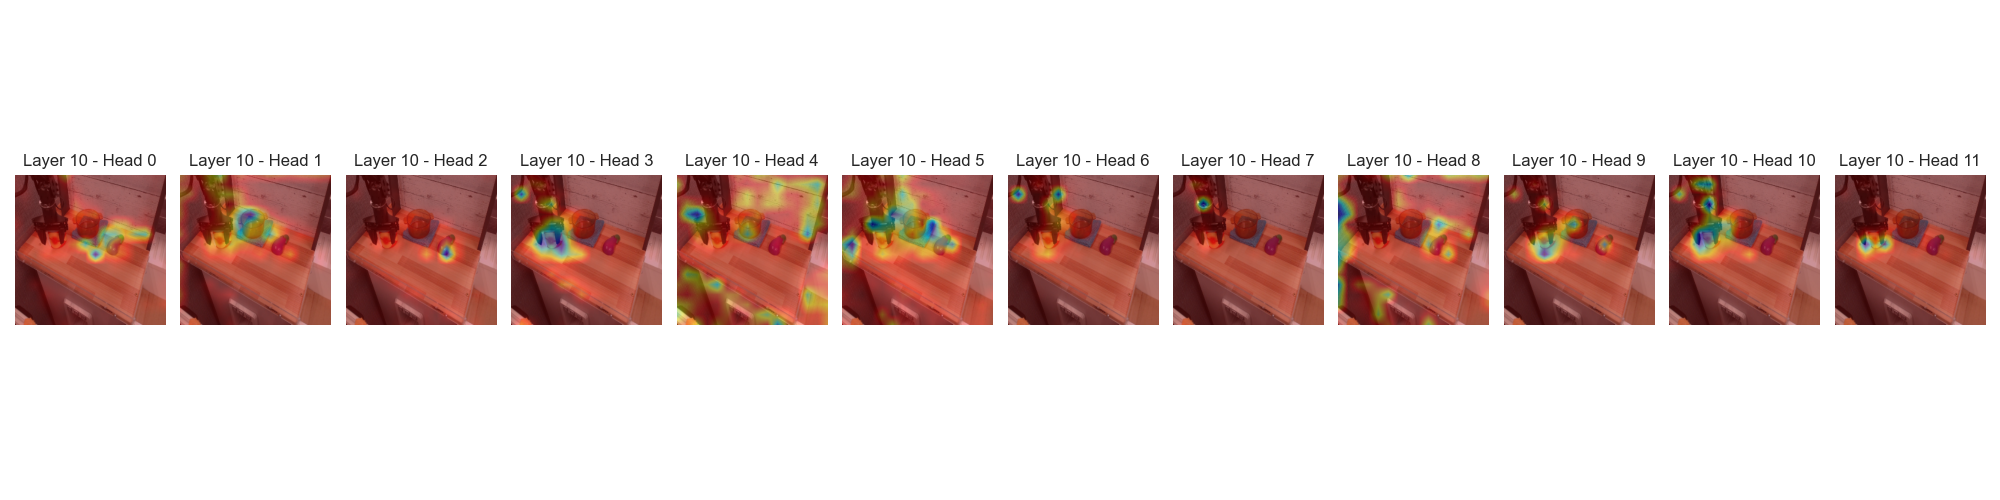 Layer 10 - Head 0
Layer 10 - Head 1
Layer 10 - Head 2
Layer 10 - Head 3
Layer 10 - Head 4
Layer 10 - Head 5
Layer 10 - Head 6
Layer 10 - Head 7
Layer 10 - Head 8
Layer 10 - Head 9
Layer 10 - Head 10
Layer 10 - Head 11